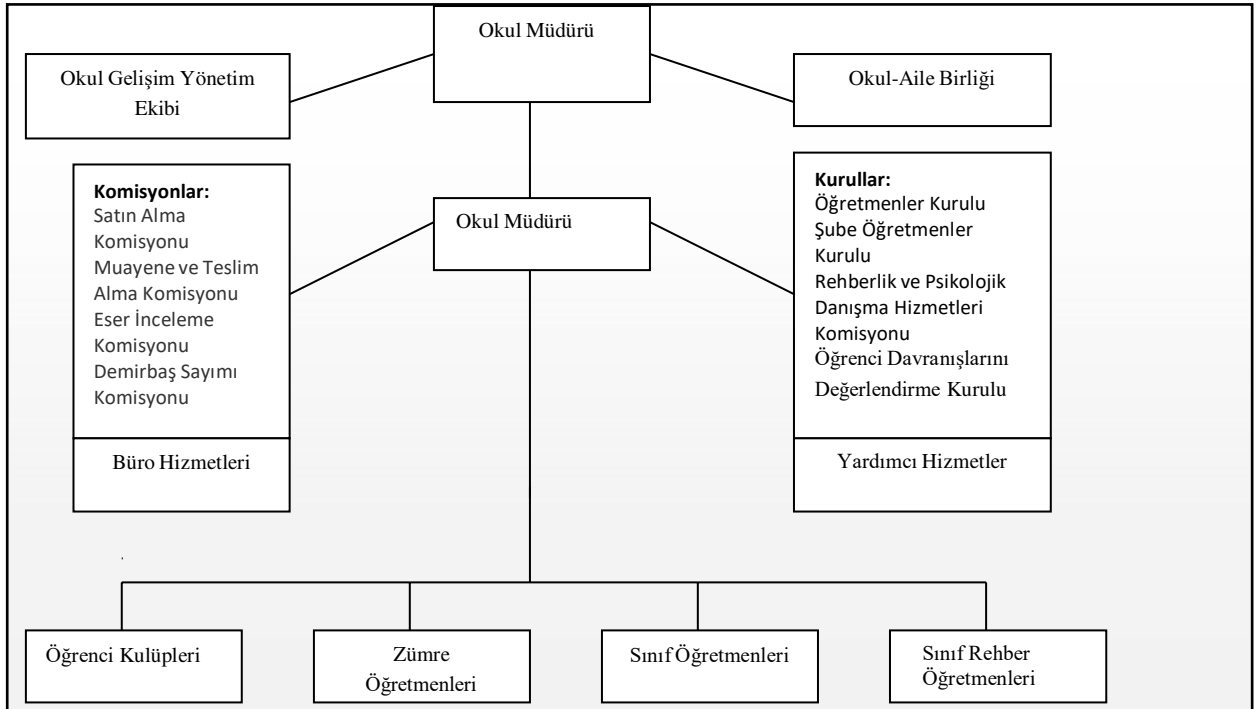 Okul Müdürü
Okul Gelişim Yönetim
Ekibi
Okul-Aile Birliği
Komisyonlar:
Satın Alma
Komisyonu
Muayene ve Teslim
Alma Komisyonu
Eser İnceleme
Komisyonu
Demirbaş Sayımı
Komisyonu
Okul Müdürü
Kurullar:
Öğretmenler Kurulu
Şube Öğretmenler
Kurulu
Rehberlik ve Psikolojik
Danışma Hizmetleri
Komisyonu
Öğrenci Davranışlarını
Değerlendirme Kurulu
Büro Hizmetleri
Yardımcı Hizmetler
Öğrenci Kulüpleri
Zümre
Öğretmenleri
Sınıf Öğretmenleri
Sınıf Rehber
Öğretmenleri